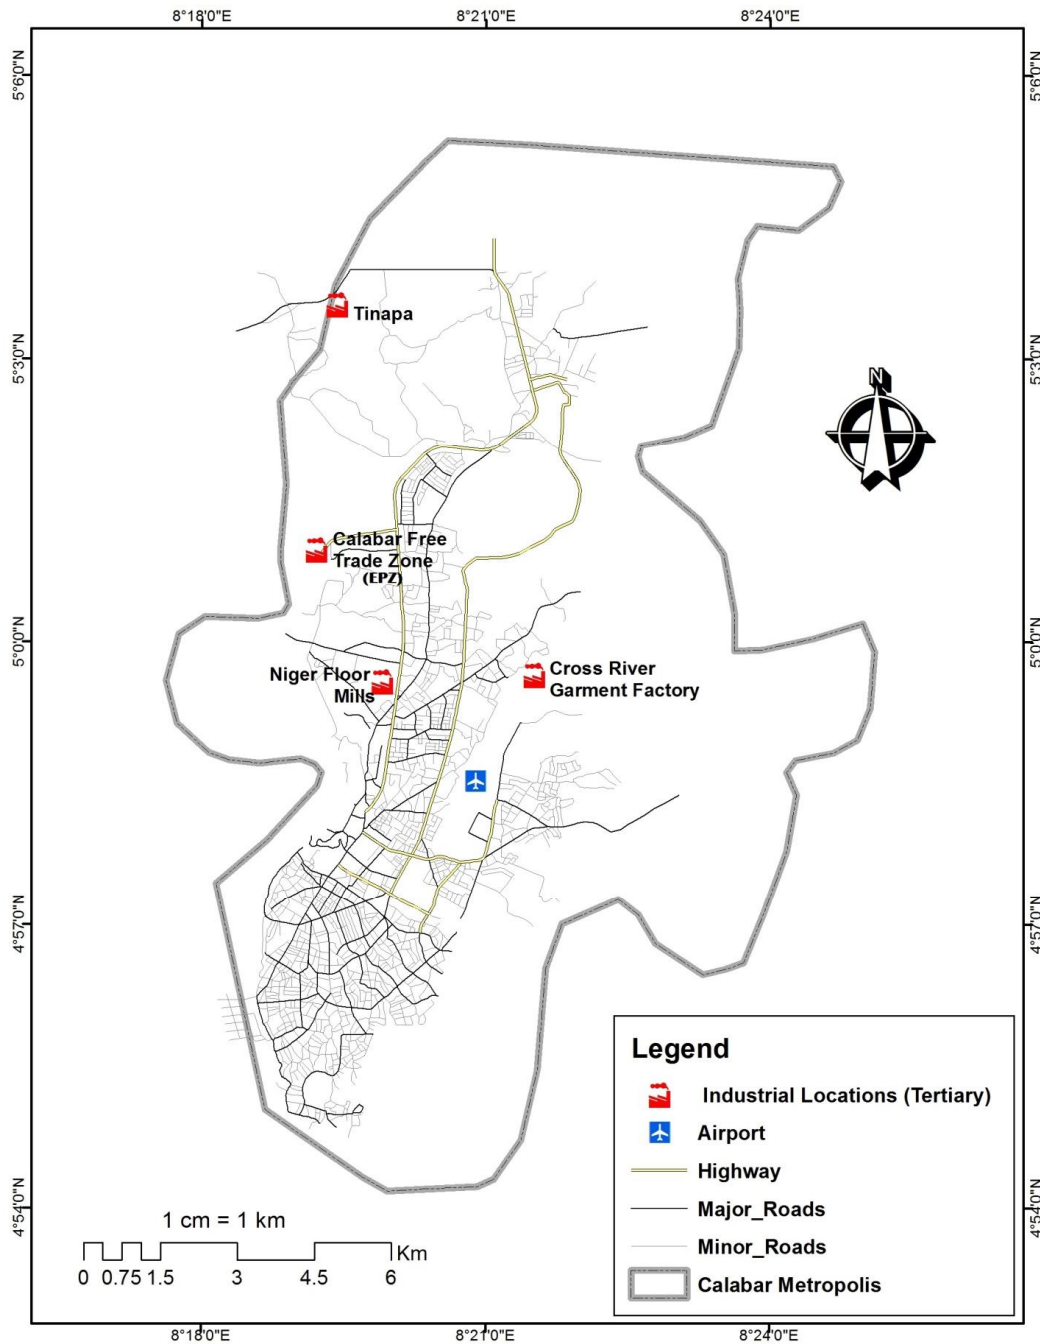 8°18'0"E
8°21'0"E
8°24'0"E
5°6'0"N
5°6'0"N
5°3'0"N
5°3'0"N
Tinapa
N
Calabar Free
Trade Zone
(EPZ)
5°0'0"N
5°0'0"N
Niger Floor
Mills
Cross River
Garment Factory
4°57'0"N
4°57'0"N
Legend
Industrial Locations (Tertiary)
Airport
Highway
Major_Roads
Minor_Roads
Calabar Metropolis
4°54'0"N
4°54'0"N
1 cm = 1 km
Km
0 0.75 1.5 3 4.5 6
8°18'0"E
8°21'0"E
8°24'0"E